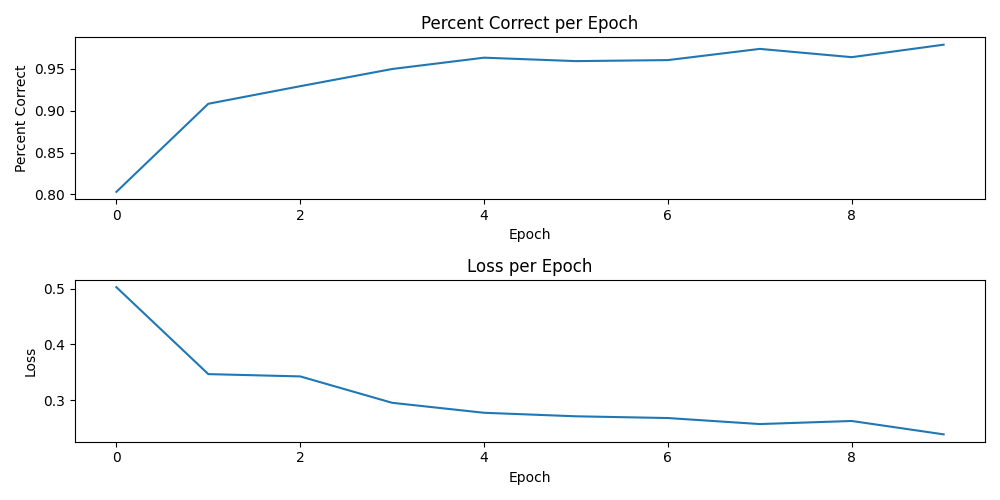 Percent Correct per Epoch
Percent Correct
0.95
0.90
0.85
0.80
0 2 4 6 8
Epoch
Loss per Epoch
Loss
0.5
0.4
0.3
0 2 4 6 8
Epoch